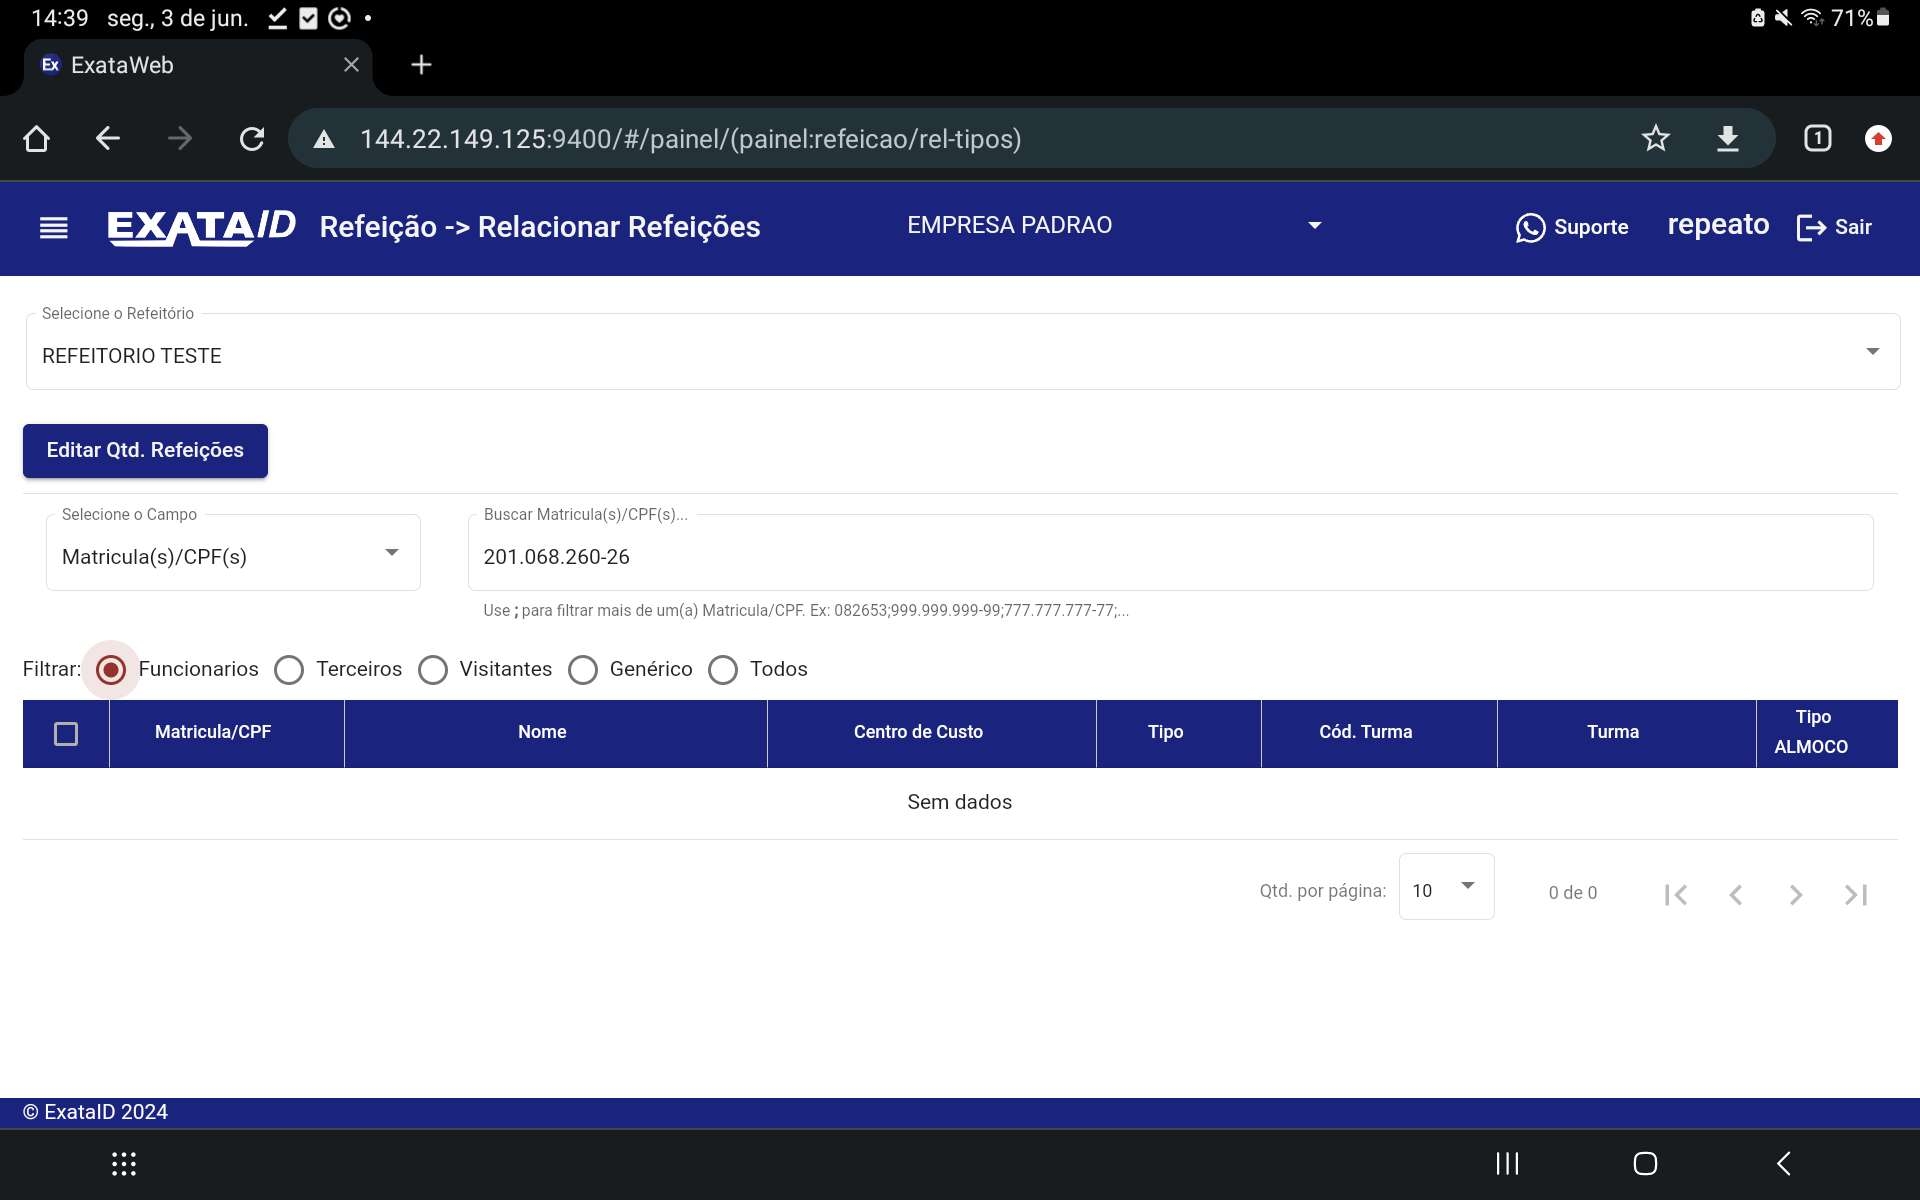 14:39 seg., 3 de jun. 71%
Ex ExataWeb
144.22.149.125:9400/#/painel/(painel:refeicao/rel-tipos) 1
EXATAID Refeição -> Relacionar Refeições EMPRESA PADRAO Suporte repeato Sair
Selecione o Refeitório
REFEITORIO TESTE
Editar Qtd. Refeições
Selecione o Campo Buscar Matricula(s)/CPF(s)...
Matricula(s)/CPF(s) 201.068.260-26
Use ; para filtrar mais de um(a) Matricula/CPF. Ex: 082653;999.999.999-99;777.777.777-77;...
Filtrar: Funcionarios Terceiros Visitantes Genérico Todos
Matricula/CPF Nome Centro de Custo Tipo Cód. Turma Turma Tipo
ALMOCO
Sem dados
Qtd. por página: 10 0 de 0
© ExataID 2024